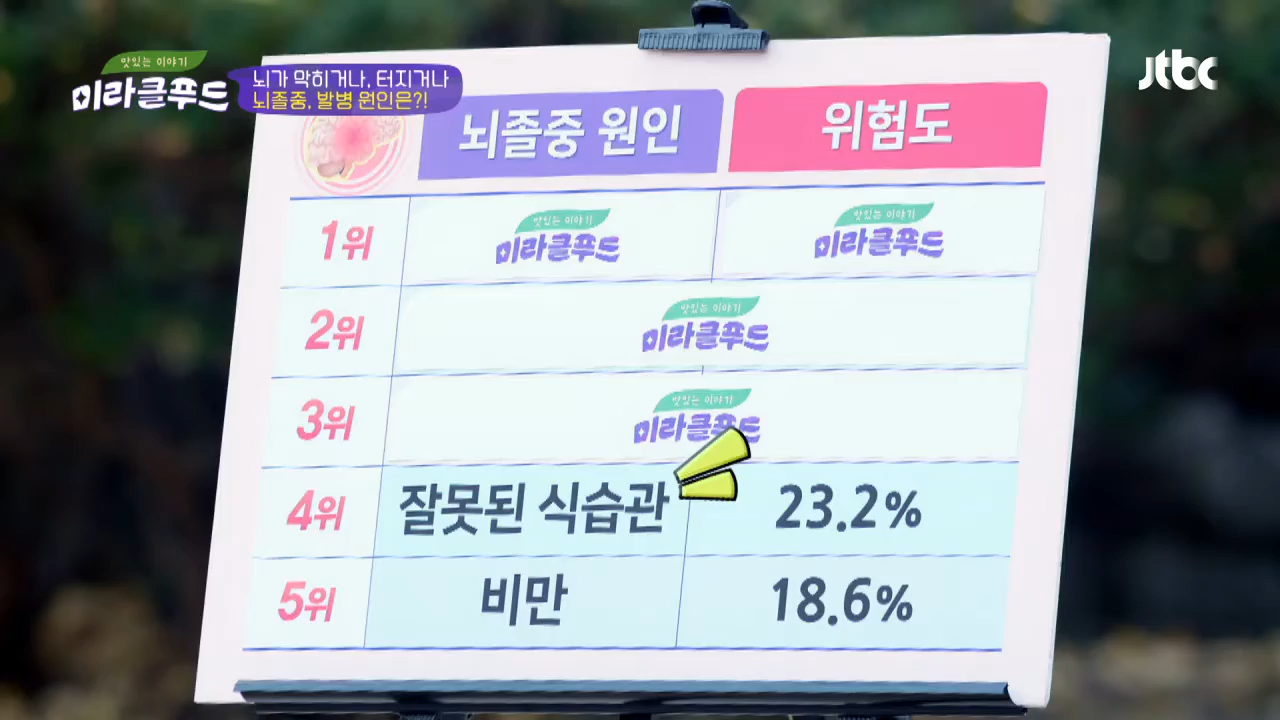 맛있는 이야기
미라클푸드
뇌가 막히거나, 터지거나
뇌졸중, 발병 원인은?!
jtbc
뇌졸중 원인 위험도
1위 맛있는 이야기 미라클푸드 맛있는 이야기 미라클푸드
2위 맛있는 이야기 미라클푸드
3위 맛있는 이야기 미라클푸드
4위 잘못된 식습관 23.2%
5위 비만 18.6%